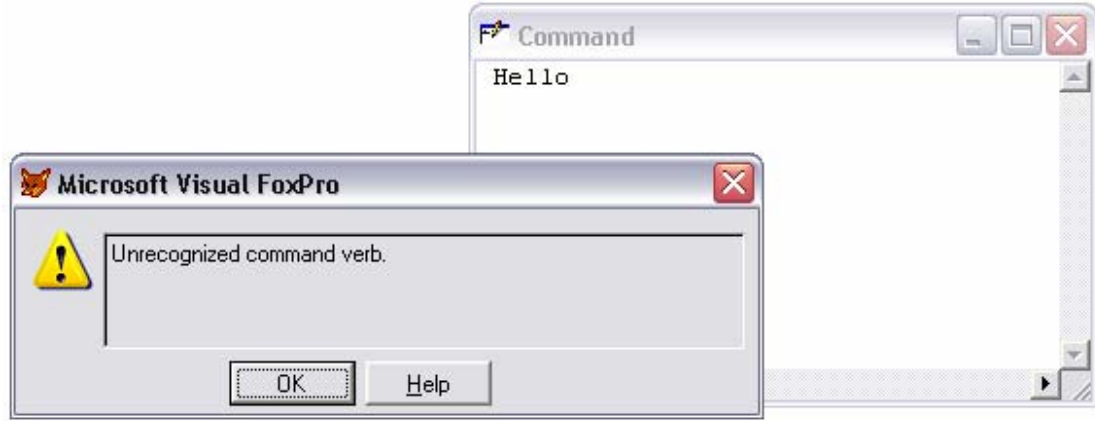 Command
Hello
Microsoft Visual FoxPro
Unrecognized command verb.
OK
Help